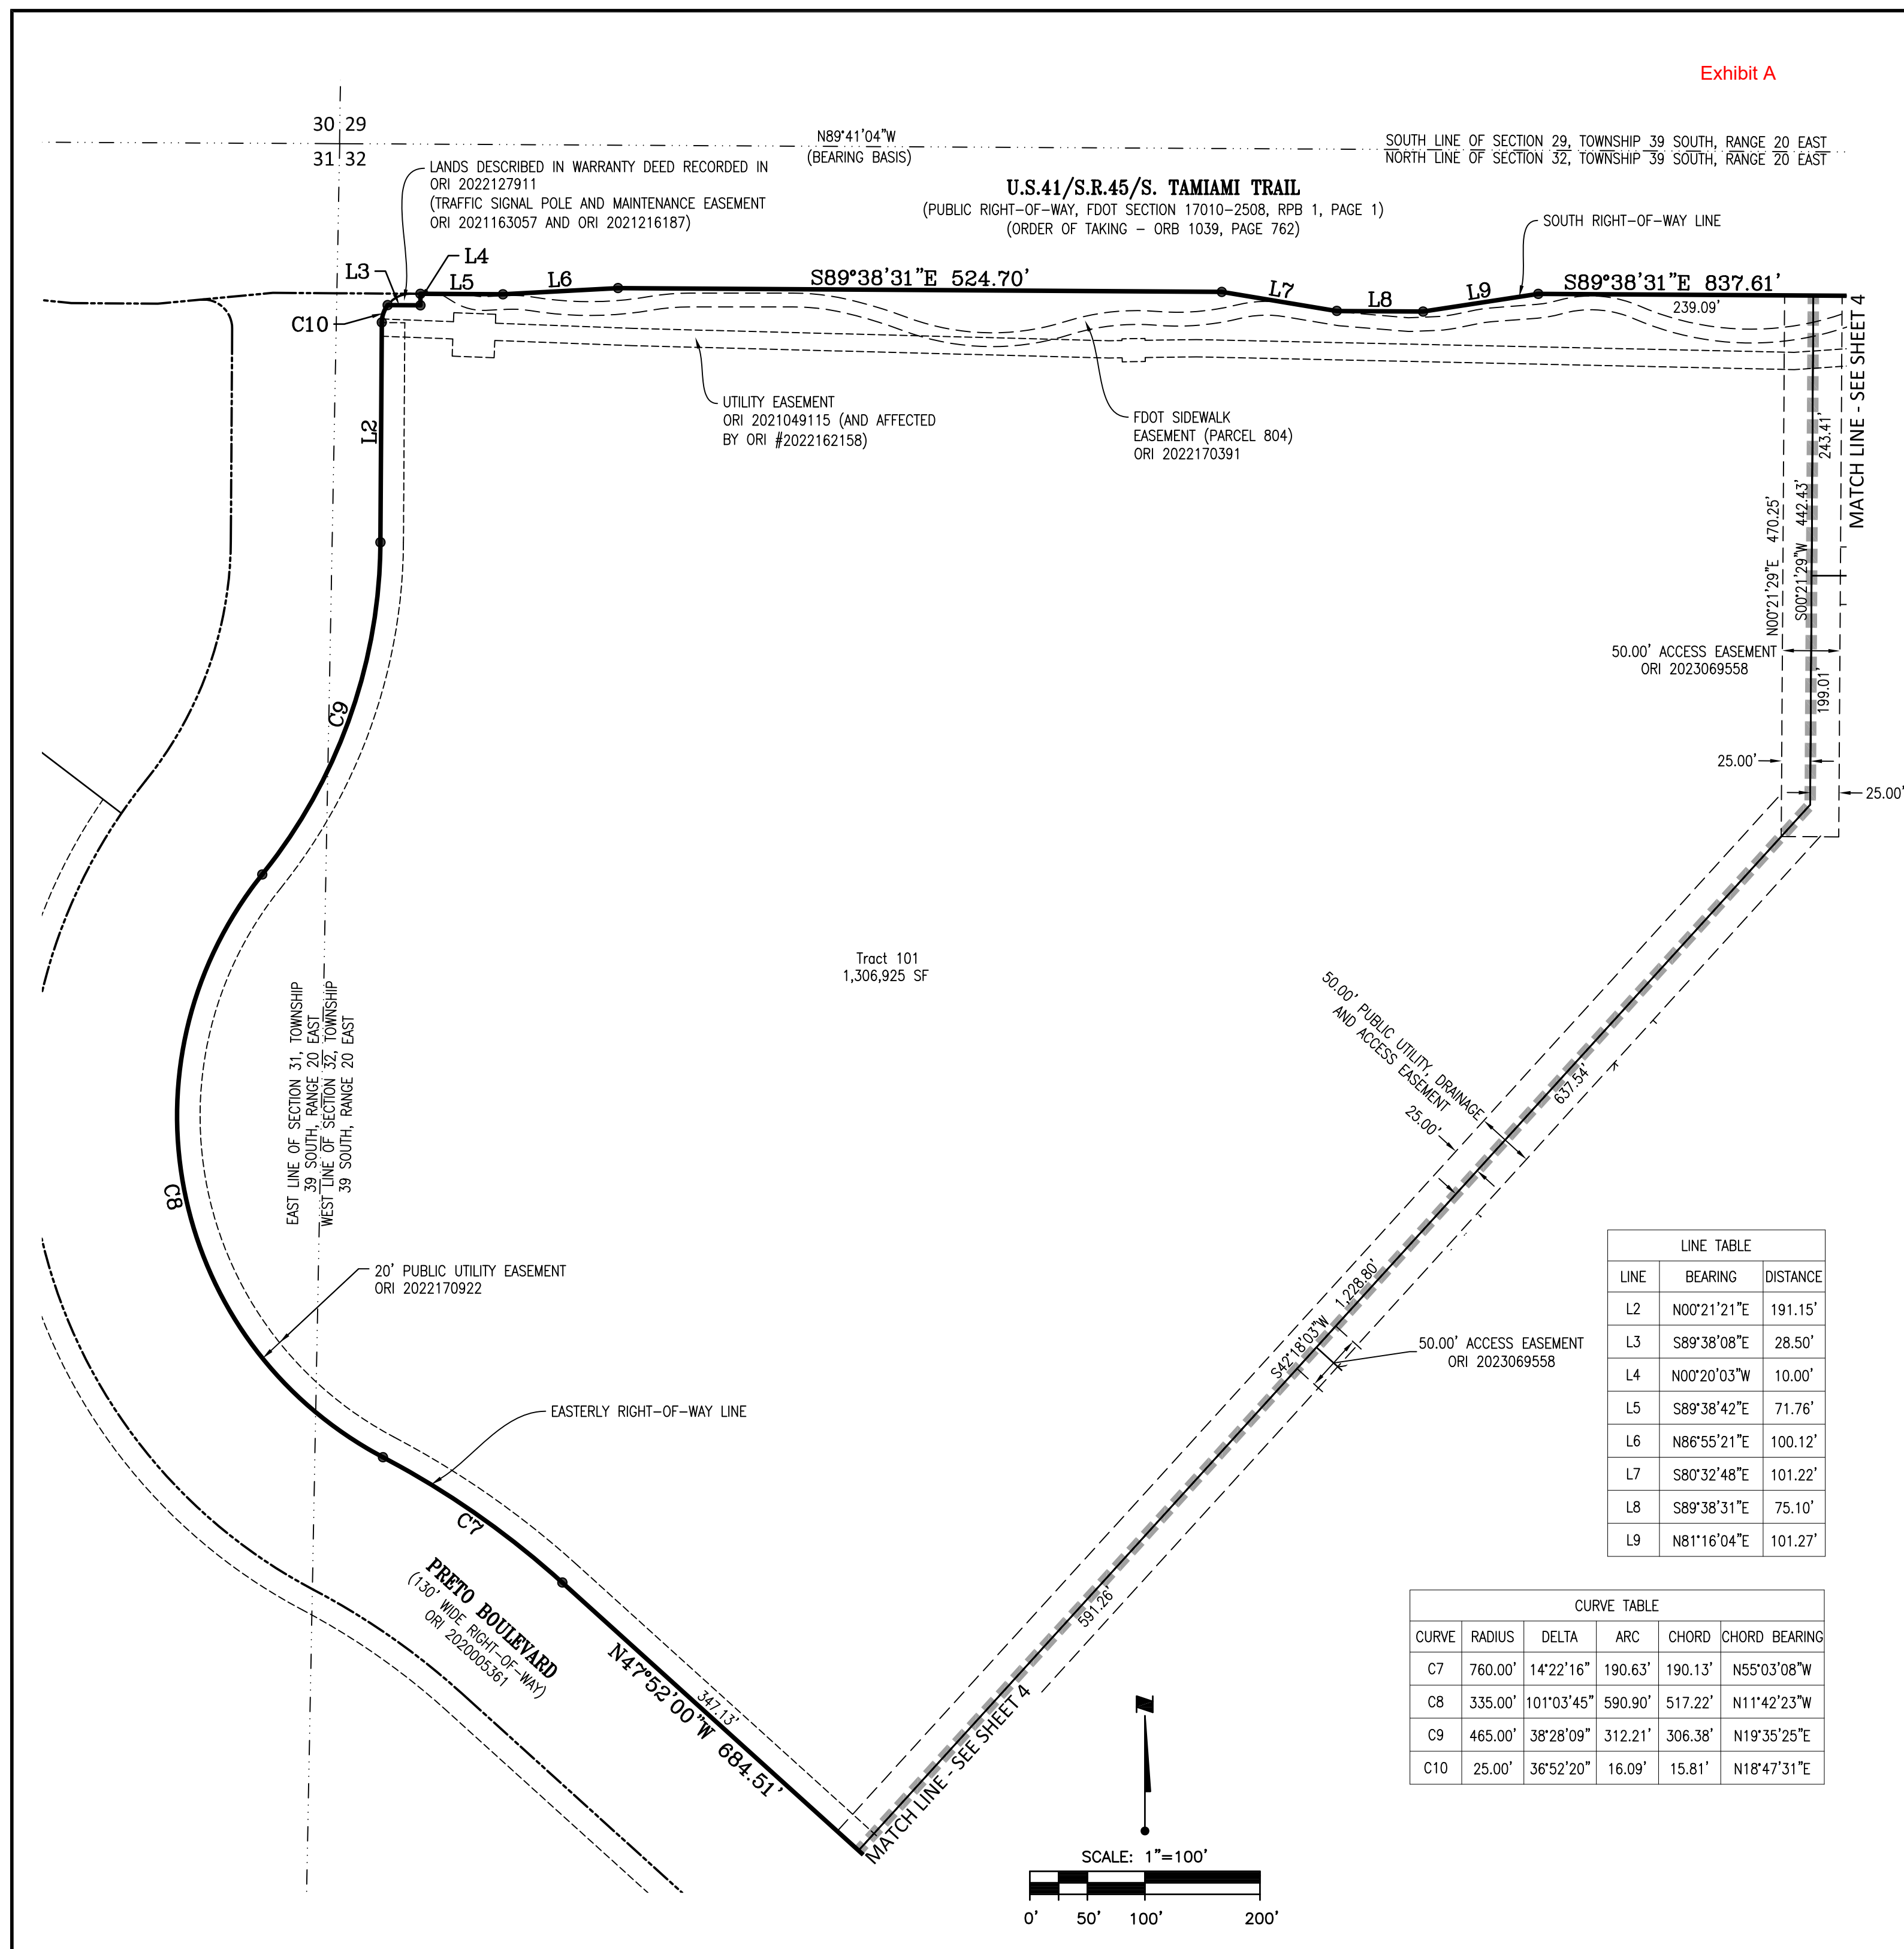 Exhibit A
30 29
31 32
N89°41'04"W
(BEARING BASIS)
SOUTH LINE OF SECTION 29, TOWNSHIP 39 SOUTH, RANGE 20 EAST
NORTH LINE OF SECTION 32, TOWNSHIP 39 SOUTH, RANGE 20 EAST
LANDS DESCRIBED IN WARRANTY DEED RECORDED IN
ORI 2022127911
(TRAFFIC SIGNAL POLE AND MAINTENANCE EASEMENT
ORI 2021163057 AND ORI 2021216187)
U.S.41/S.R.45/S. TAMIAMI TRAIL
(PUBLIC RIGHT-OF-WAY, FDOT SECTION 17010-2508, RPB 1, PAGE 1)
(ORDER OF TAKING - ORB 1039, PAGE 762)
SOUTH RIGHT-OF-WAY LINE
L3
L4
L5
L6
S89°38'31"E 524.70'
L7
L8
L9
S89°38'31"E 837.61'
239.09'
C10
L2
UTILITY EASEMENT
ORI 2021049115 (AND AFFECTED
BY ORI #2022162158)
FDOT SIDEWALK
EASEMENT (PARCEL 804)
ORI 2022170391
MATCH LINE - SEE SHEET 4
243.41'
N00°21'29"E 470.25'
S00°21'29"W 442.43'
50.00' ACCESS EASEMENT
ORI 2023069558
199.01'
25.00'
25.00'
C9
Tract 101
1,306,925 SF
EAST LINE OF SECTION 31, TOWNSHIP
39 SOUTH, RANGE 20 EAST
WEST LINE OF SECTION 32, TOWNSHIP
39 SOUTH, RANGE 20 EAST
50.00' PUBLIC UTILITY, DRAINAGE
AND ACCESS EASEMENT
25.00'
637.54'
C8
20' PUBLIC UTILITY EASEMENT
ORI 2022170922
S42°18'03"W 1,228.80'
50.00' ACCESS EASEMENT
ORI 2023069558
EASTERLY RIGHT-OF-WAY LINE
C7
591.26'
PRETO BOULEVARD
(130' WIDE RIGHT-OF-WAY)
ORI 2020005361
347.13'
N47°52'00"W 684.51'
MATCH LINE - SEE SHEET 4
LINE TABLE
LINE BEARING DISTANCE
L2 N00°21'21"E 191.15'
L3 S89°38'08"E 28.50'
L4 N00°20'03"W 10.00'
L5 S89°38'42"E 71.76'
L6 N86°55'21"E 100.12'
L7 S80°32'48"E 101.22'
L8 S89°38'31"E 75.10'
L9 N81°16'04"E 101.27'
CURVE TABLE
CURVE RADIUS DELTA ARC CHORD CHORD BEARING
C7 760.00' 14°22'16" 190.63' 190.13' N55°03'08"W
C8 335.00' 101°03'45" 590.90' 517.22' N11°42'23"W
C9 465.00' 38°28'09" 312.21' 306.38' N19°35'25"E
C10 25.00' 36°52'20" 16.09' 15.81' N18°47'31"E
N
SCALE: 1"=100'
0' 50' 100' 200'